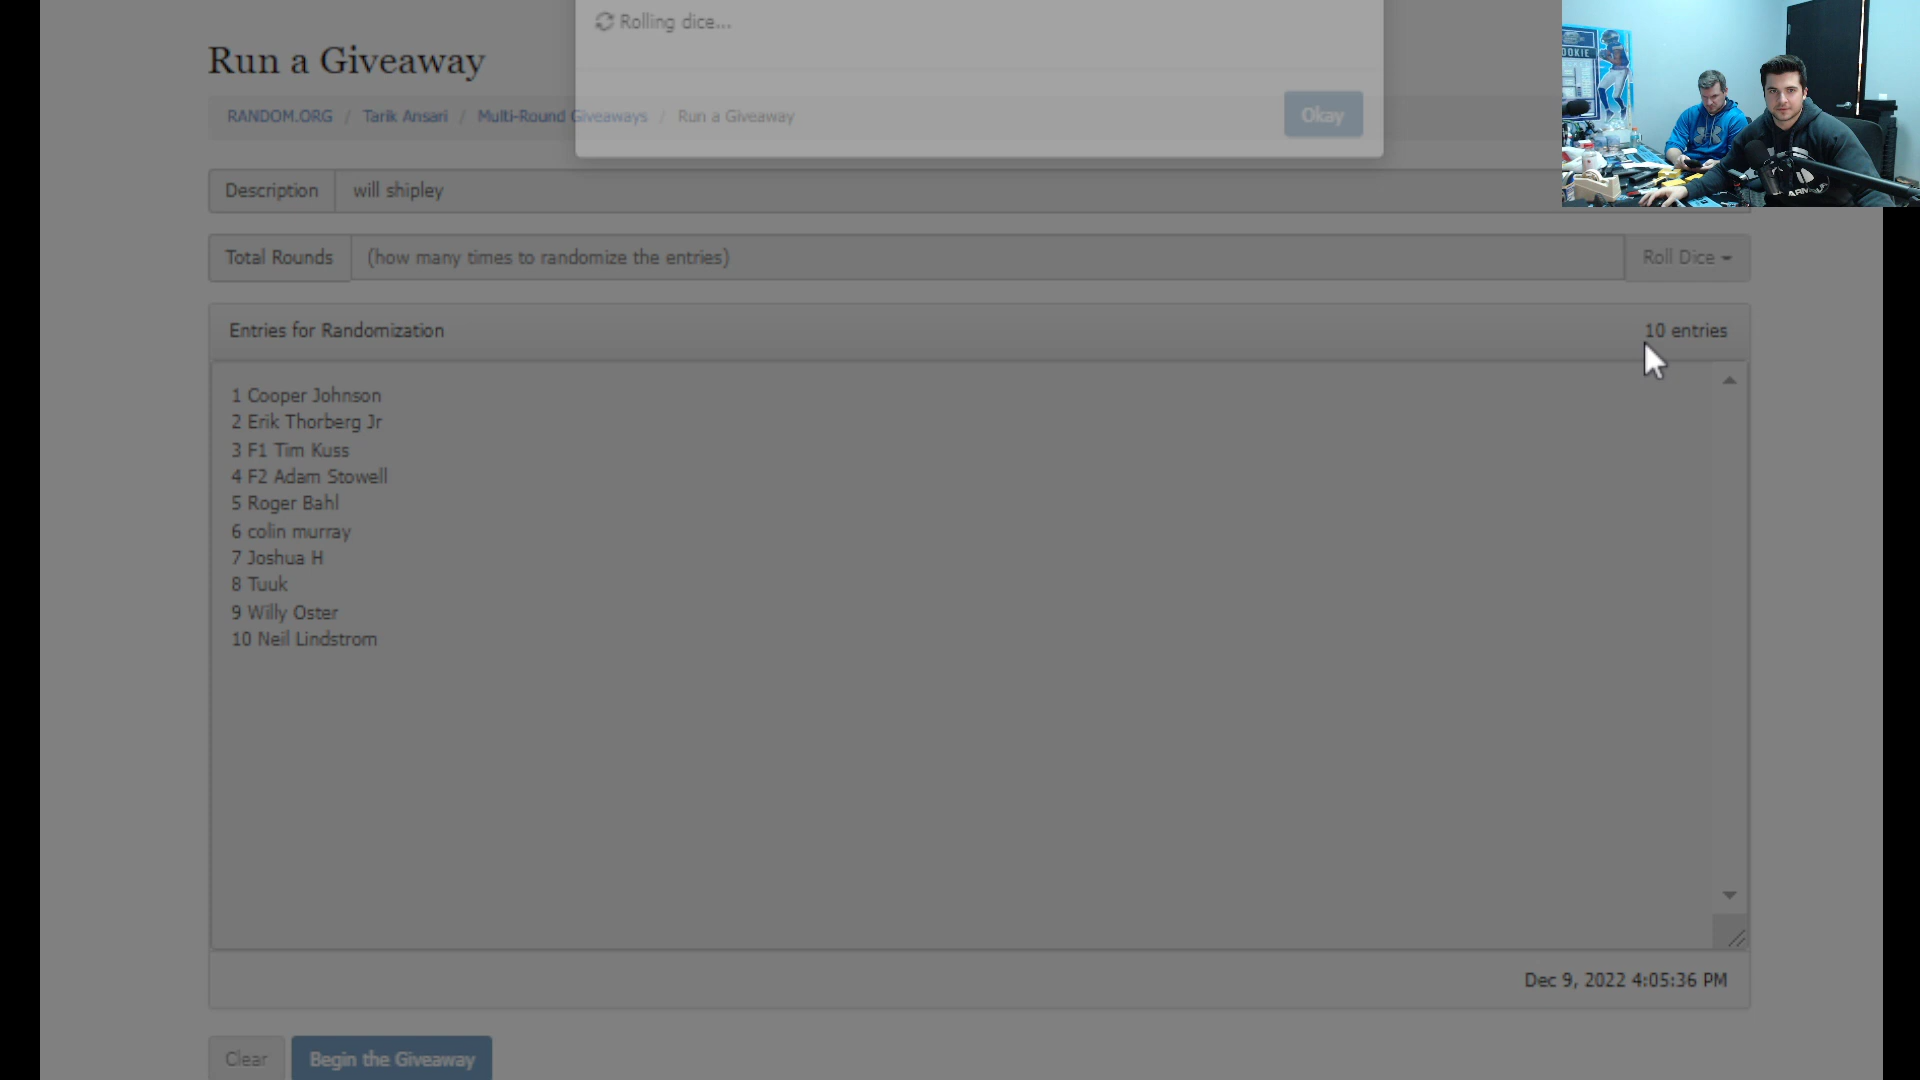 Rolling dice...
Run a Giveaway
RANDOM.ORG / Tarik Ansari / Multi-Round Giveaways / Run a Giveaway
Okay
Description will shipley
Total Rounds (how many times to randomize the entries) Roll Dice
Entries for Randomization 10 entries
1 Cooper Johnson
2 Erik Thorberg Jr
3 F1 Tim Kuss
4 F2 Adam Stowell
5 Roger Bahl
6 colin murray
7 Joshua H
8 Tuuk
9 Willy Oster
10 Neil Lindstrom
Dec 9, 2022 4:05:36 PM
Clear Begin the Giveaway